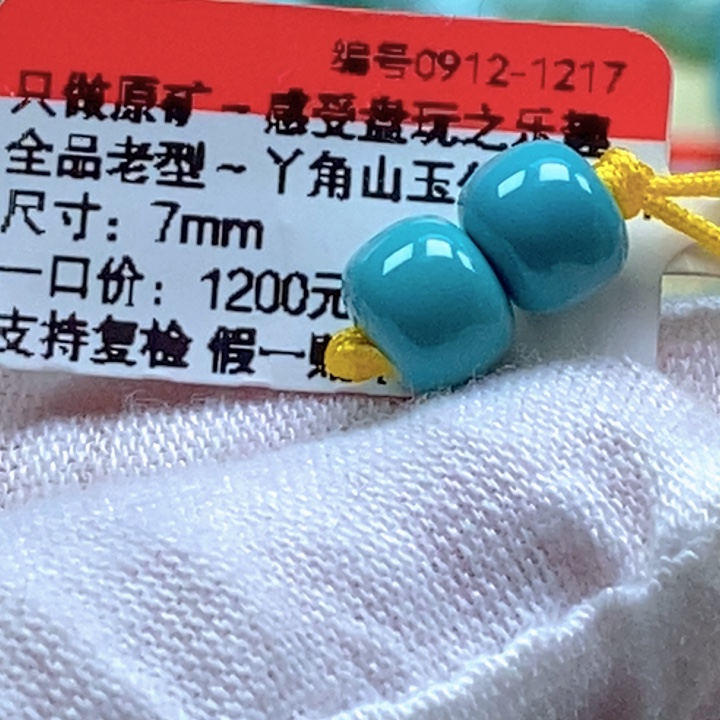 编号0912-1217
只做原矿~感受盘玩之乐趣
全品老型~丫角山玉
尺寸：7mm
一口价：1200元
支持复检 假一